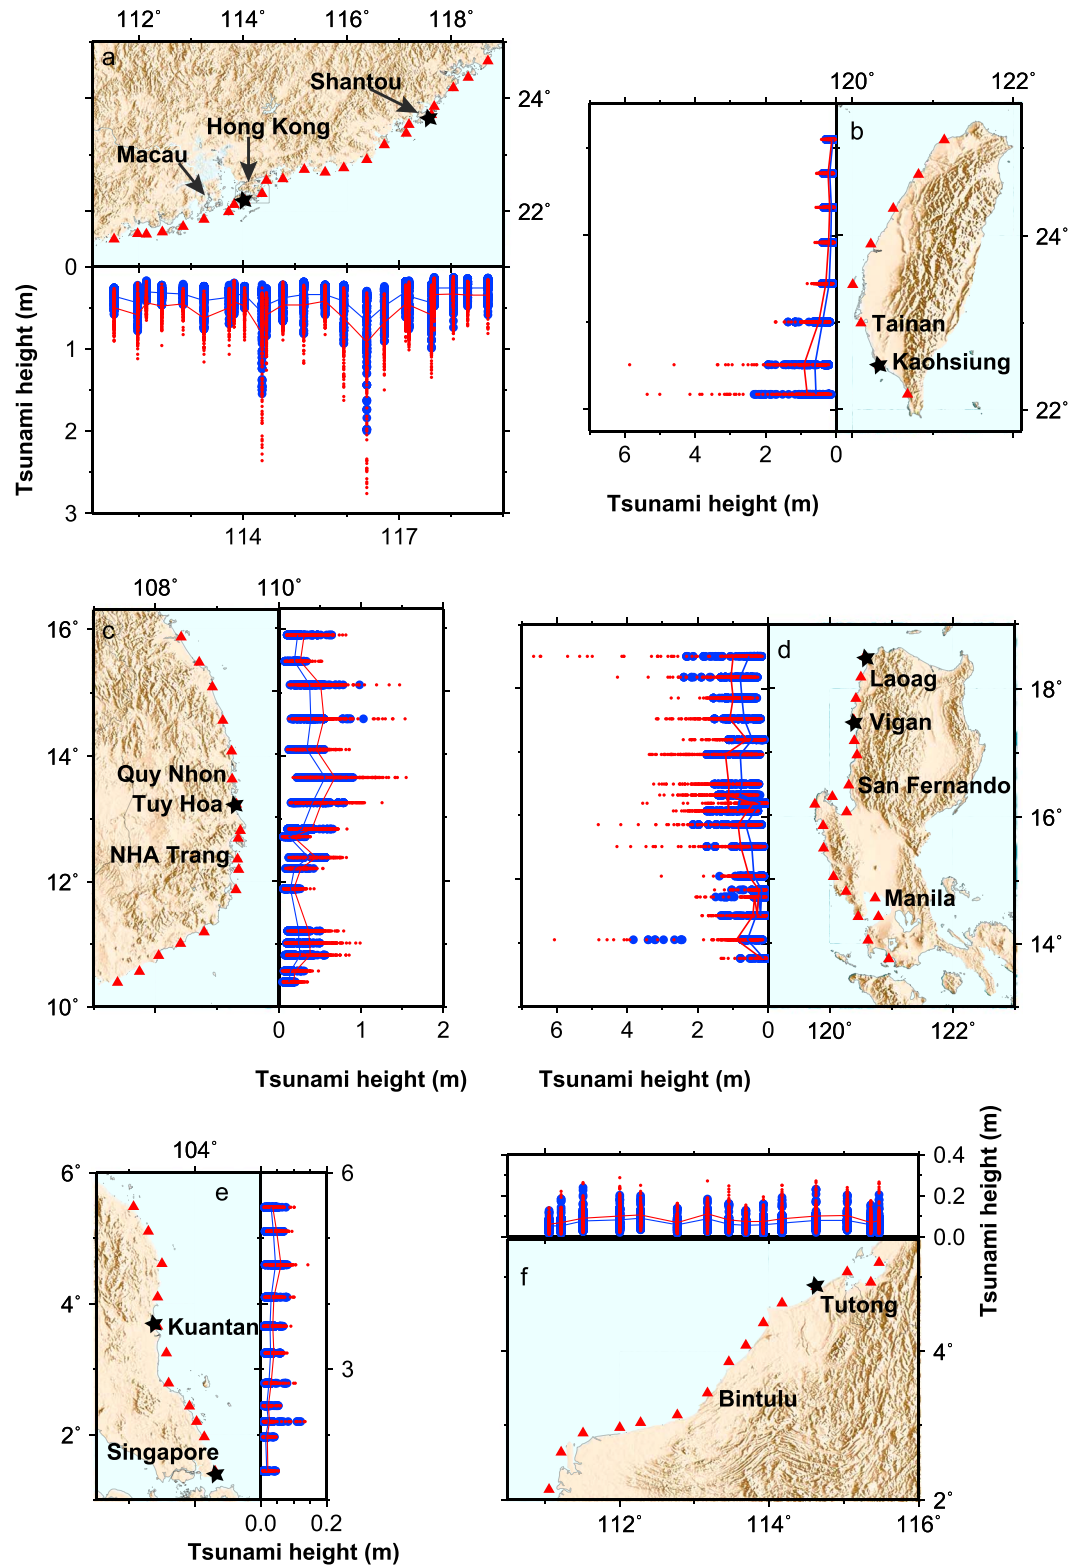 112˚ 114˚ 116˚ 118˚
a
Shantou
Hong Kong
Macau
24˚
22˚
Tsunami height (m)
0
1
2
3
114 117
120˚ 122˚
b
Tainan
Kaohsiung
24˚
22˚
6 4 2 0
Tsunami height (m)
108˚ 110˚
c
16˚
14˚
12˚
10˚
Quy Nhon
Tuy Hoa
NHA Trang
0 1 2
Tsunami height (m)
d
Laoag
Vigan
San Fernando
Manila
18˚
16˚
14˚
6 4 2 0
120˚ 122˚
Tsunami height (m)
104˚
e
6˚
4˚
2˚
Kuantan
Singapore
6
3
0.0 0.2
Tsunami height (m)
Tsunami height (m)
0.4
0.2
0.0
f
Tutong
Bintulu
4˚
2˚
112˚ 114˚ 116˚